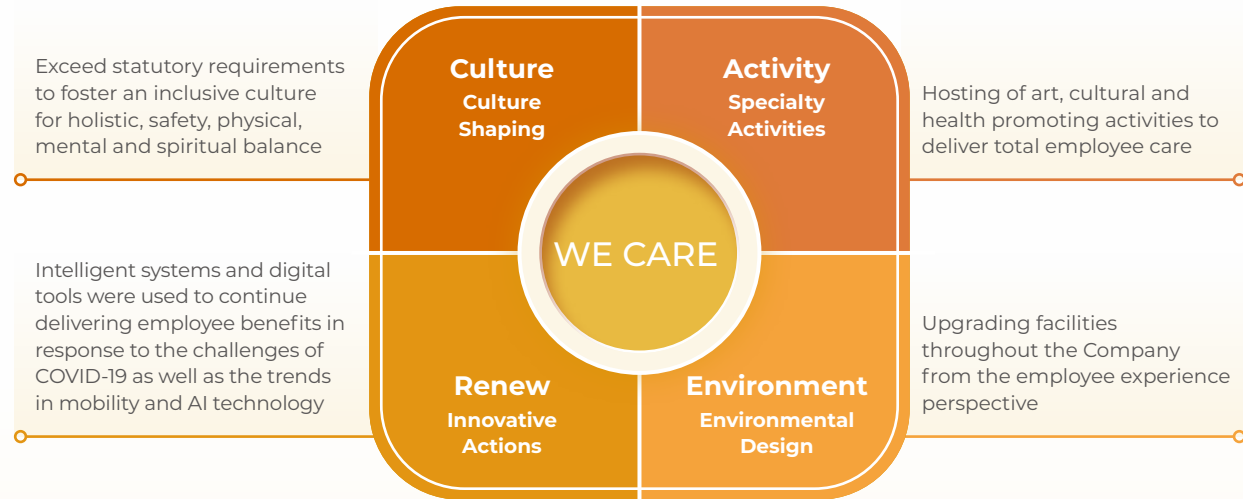 Exceed statutory requirements
to foster an inclusive culture
for holistic, safety, physical,
mental and spiritual balance
Culture
Culture
Shaping
Activity
Specialty
Activities
Hosting of art, cultural and
health promoting activities to
deliver total employee care
WE CARE
Intelligent systems and digital
tools were used to continue
delivering employee benefits in
response to the challenges of
COVID-19 as well as the trends
in mobility and AI technology
Renew
Innovative
Actions
Environment
Environmental
Design
Upgrading facilities
throughout the Company
from the employee experience
perspective